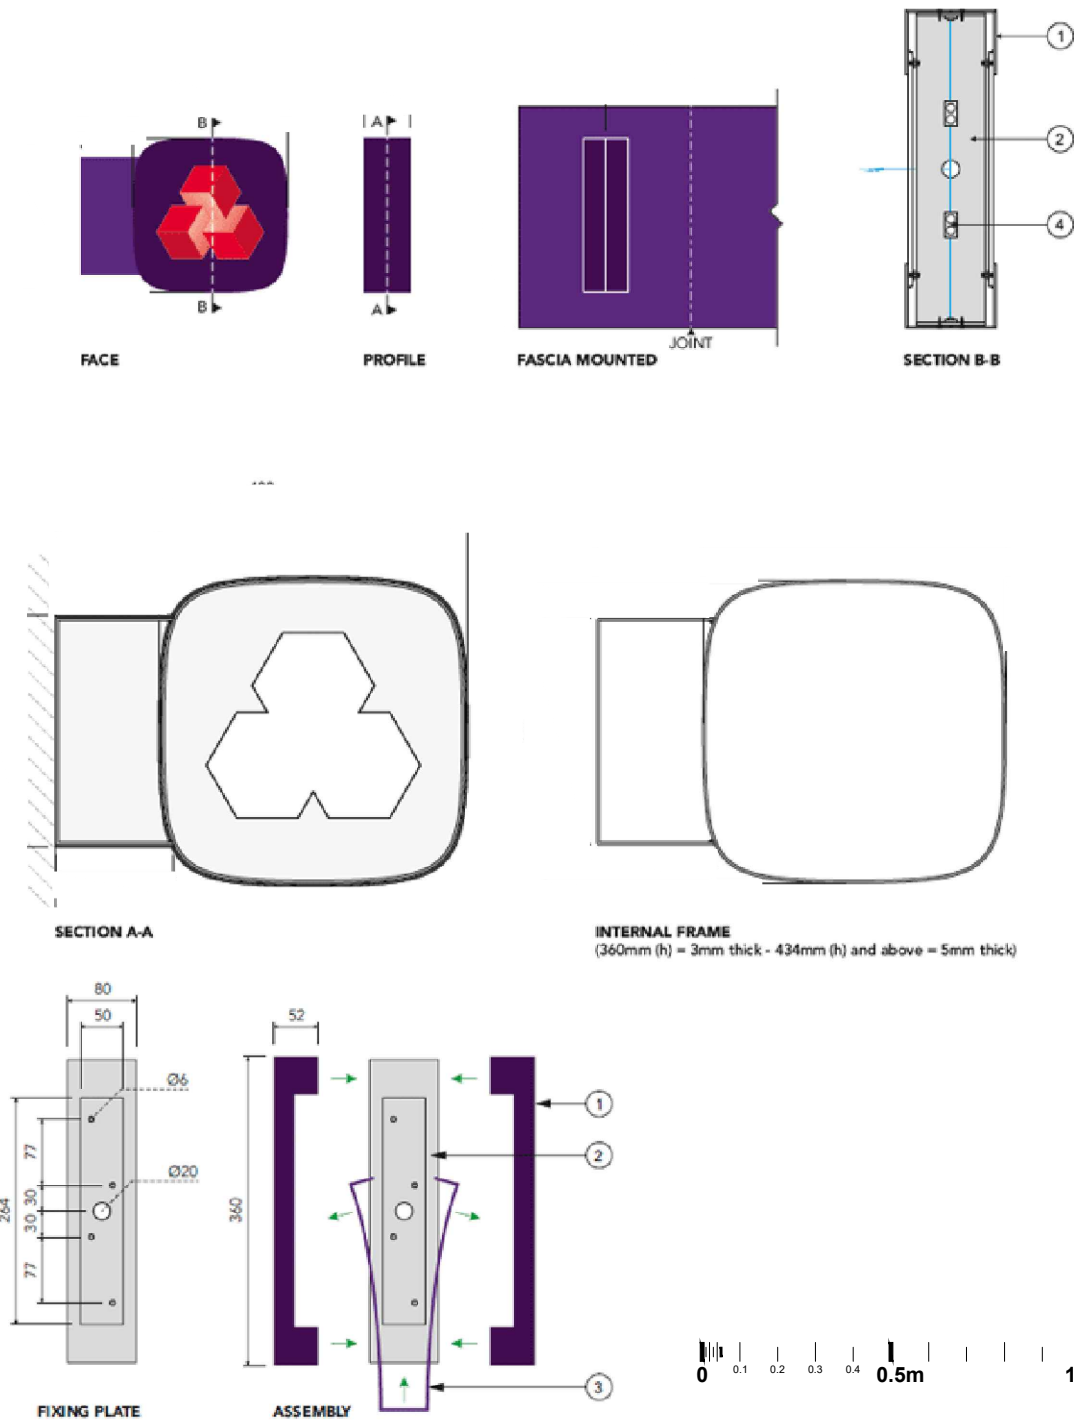 B
B
FACE
A
A
PROFILE
JOINT
FASCIA MOUNTED
1
2
4
SECTION B-B
SECTION A-A
INTERNAL FRAME
(360mm (h) = 3mm thick - 434mm (h) and above = 5mm thick)
80
50
Ø6
77
Ø20
264
30
30
77
FIXING PLATE
52
360
1
2
3
ASSEMBLY
0
0.1
0.2
0.3
0.4
0.5m
1